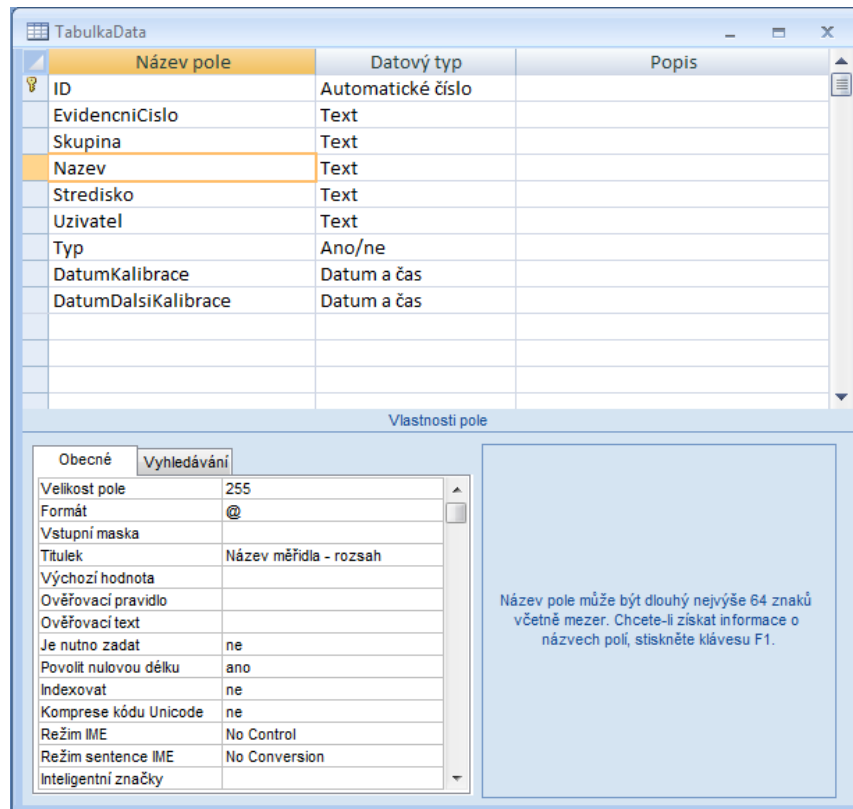 TabulkaData
Název pole Datový typ Popis
ID Automatické číslo
EvidencniCislo Text
Skupina Text
Nazev Text
Stredisko Text
Uzivatel Text
Typ Ano/ne
DatumKalibrace Datum a čas
DatumDalsiKalibrace Datum a čas
Vlastnosti pole
Obecné Vyhledávání
Velikost pole 255
Formát @
Vstupní maska
Titulek Název měřidla - rozsah
Výchozí hodnota
Ověřovací pravidlo
Ověřovací text
Je nutno zadat ne
Povolit nulovou délku ano
Indexovat ne
Komprese kódu Unicode ne
Režim IME No Control
Režim sentence IME No Conversion
Inteligentní značky
Název pole může být dlouhý nejvýše 64 znaků
včetně mezer. Chcete-li získat informace o
názvech polí, stiskněte klávesu F1.